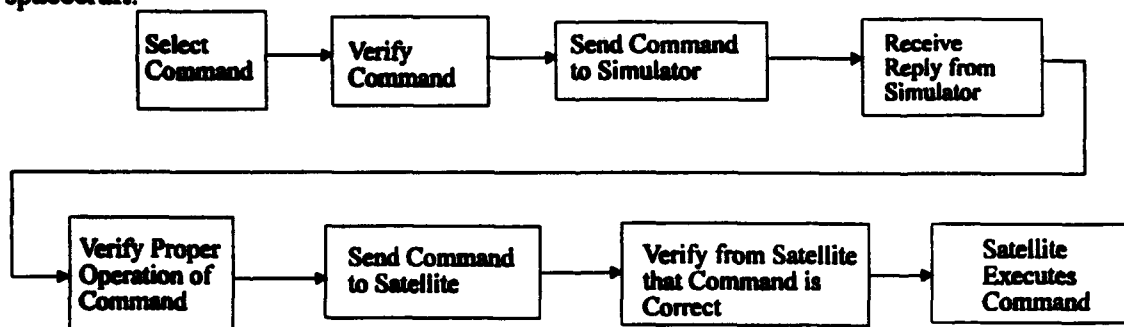 spacecraft.
Select
Command
Verify
Command
Send Command
to Simulator
Receive
Reply from
Simulator
Verify Proper
Operation of
Command
Send Command
to Satellite
Verify from Satellite
that Command is
Correct
Satellite
Executes
Command